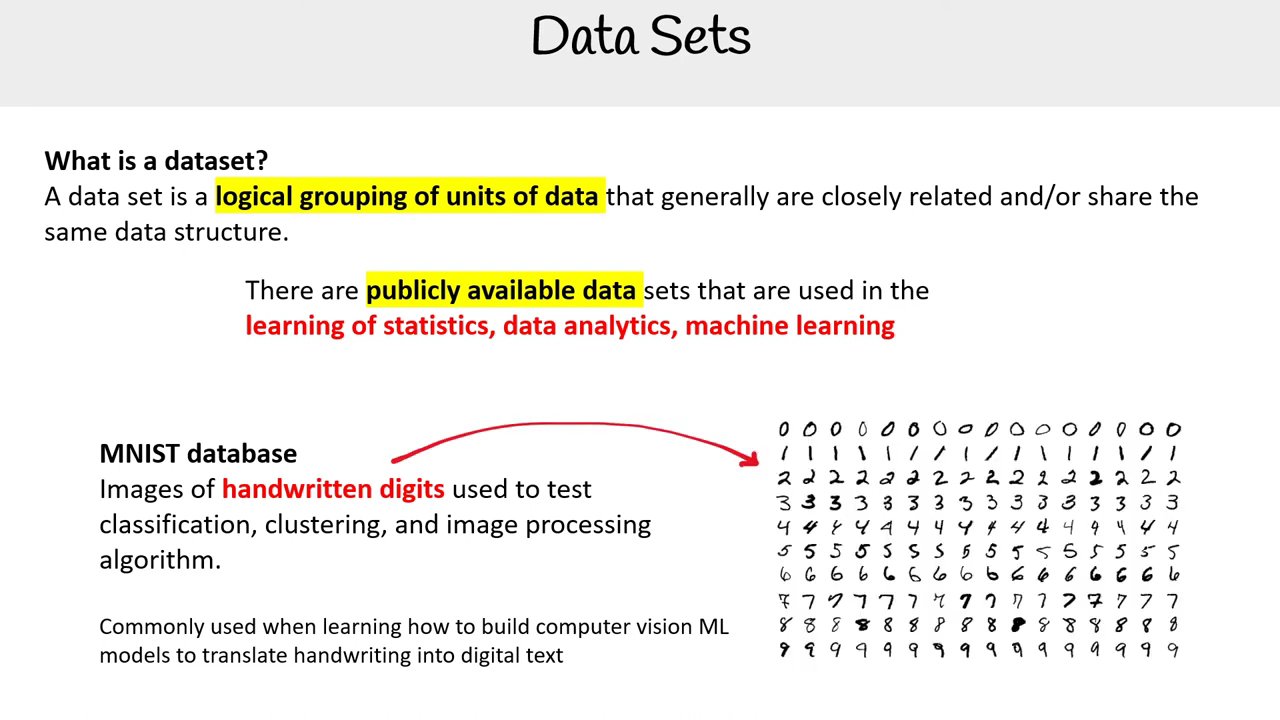 Data Sets
What is a dataset?
A data set is a logical grouping of units of data that generally are closely related and/or share the
same data structure.
There are publicly available data sets that are used in the
learning of statistics, data analytics, machine learning
MNIST database
Images of handwritten digits used to test
classification, clustering, and image processing
algorithm.
Commonly used when learning how to build computer vision ML
models to translate handwriting into digital text
0 0 0 0 0 0 0 0 0 0 0 0 0 0 0 0
1 1 1 1 1 1 1 1 1 1 1 1 1 1 1 1
2 2 2 2 2 2 2 2 2 2 2 2 2 2 2 2
3 3 3 3 3 3 3 3 3 3 3 3 3 3 3 3
4 4 4 4 4 4 4 4 4 4 4 4 4 4 4 4
5 5 5 5 5 5 5 5 5 5 5 5 5 5 5 5
6 6 6 6 6 6 6 6 6 6 6 6 6 6 6 6
7 7 7 7 7 7 7 7 7 7 7 7 7 7 7 7
8 8 8 8 8 8 8 8 8 8 8 8 8 8 8 8
9 9 9 9 9 9 9 9 9 9 9 9 9 9 9 9